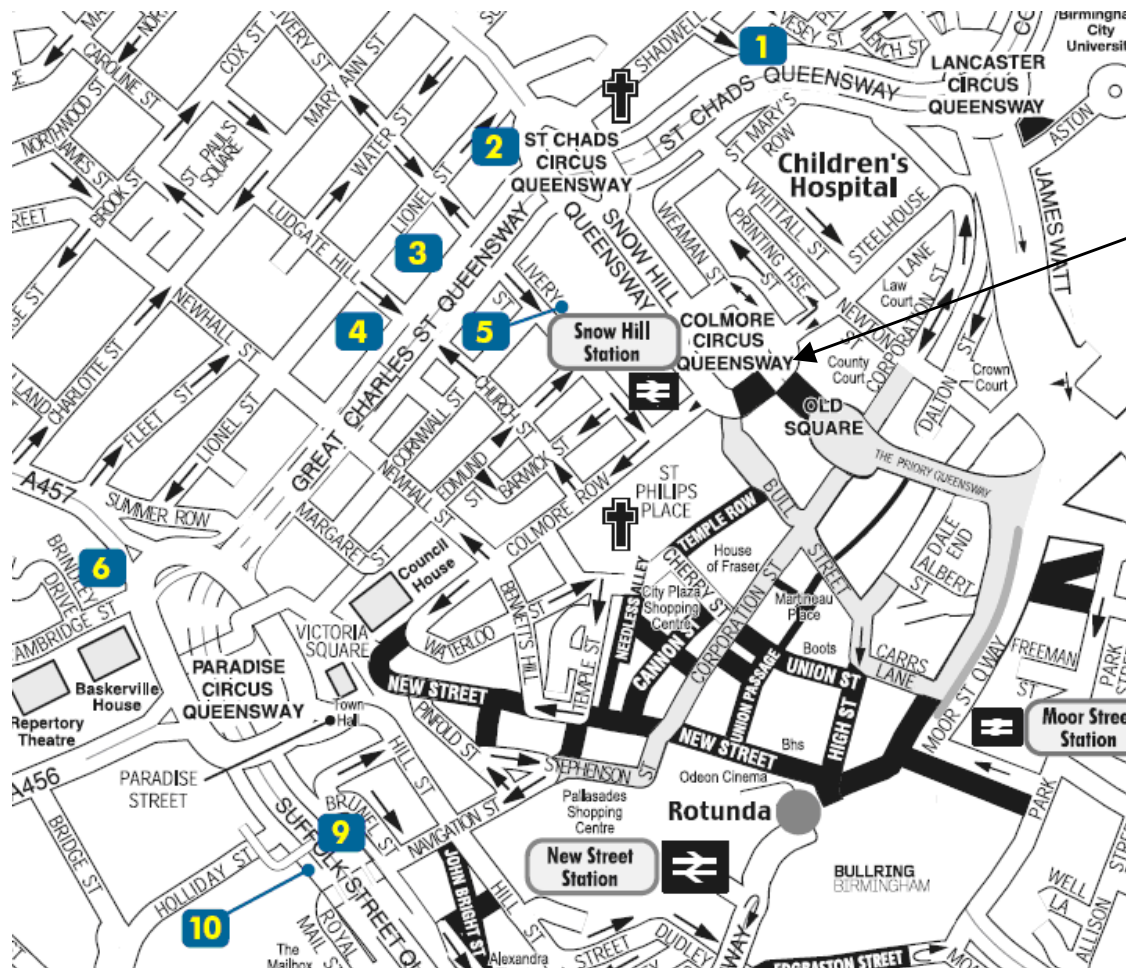 LIVERY ST
COX ST
CAROLINE ST
NORTHWOOD ST
JAMES ST
BROOK ST
ST PAUL'S
SQUARE
MARY ANN ST
WATER ST
LIONEL ST
LUDGATE HILL
SHADWELL
1
VESEY
ST CHADS QUEENSWAY
LANCASTER
CIRCUS
QUEENSWAY
Birmingham
City
University
ASTON
JAMES WATT
2
ST CHADS
CIRCUS
QUEENSWAY
ST MARY'S
ROW
Children's
Hospital
WHITTALL ST
STEELHOUSE
LANE
PRINTING HSE
ST
WEAMAN ST
SNOW HILL
QUEENSWAY
3
4
5
LIVERY
ST
Snow Hill
Station
COLMORE
CIRCUS
QUEENSWAY
NEWTON
ST
Law
Court
County
Court
CORPORATION ST
DALTON
ST
Crown
Court
OLD
SQUARE
THE PRIORY QUEENSWAY
GREAT CHARLES ST QUEENSWAY
NEWHALL ST
CHARLOTTE ST
FLEET ST
LIONEL ST
SUMMER ROW
A457
CORNWALL ST
CHURCH ST
EDMUND
ST
BARWICK ST
NEWHALL ST
MARGARET ST
COLMORE ROW
ST
PHILIPS
PLACE
BULL
STREET
TEMPLE ROW
House
of Fraser
CHERRY ST
City Plaza
Shopping
Centre
NEEDLESS ALLEY
CANNON ST
CORPORATION ST
Martineau
Place
Boots
UNION ST
UNION PASSAGE
HIGH ST
DALE
END
ALBERT
ST
CARRS
LANE
MOOR ST QWAY
FREEMAN
ST
PARK
Moor Street
Station
6
BRINDLEY
DRIVE
CAMBRIDGE ST
Council
House
VICTORIA
SQUARE
WATERLOO
BENNETTS HILL
TEMPLE ST
NEW STREET
NEW STREET
Baskerville
House
Repertory
Theatre
PARADISE
CIRCUS
QUEENSWAY
Town
Hall
PINFOLD ST
HILL ST
STEPHENSON
ST
Bhs
Odeon Cinema
A456
PARADISE
STREET
BRIDGE ST
HOLLIDAY ST
9
BRUNEL ST
SUFFOLK STREET
NAVIGATION ST
Pallasades
Shopping
Centre
Rotunda
New Street
Station
BULLRING
BIRMINGHAM
10
JOHN BRIGHT ST
HILL
The
Mailbox
ROYAL
MAIL
Alexandra
STREET
DUDLEY
EDGBASTON STREET
PARK
WELL
LA
ALLISON